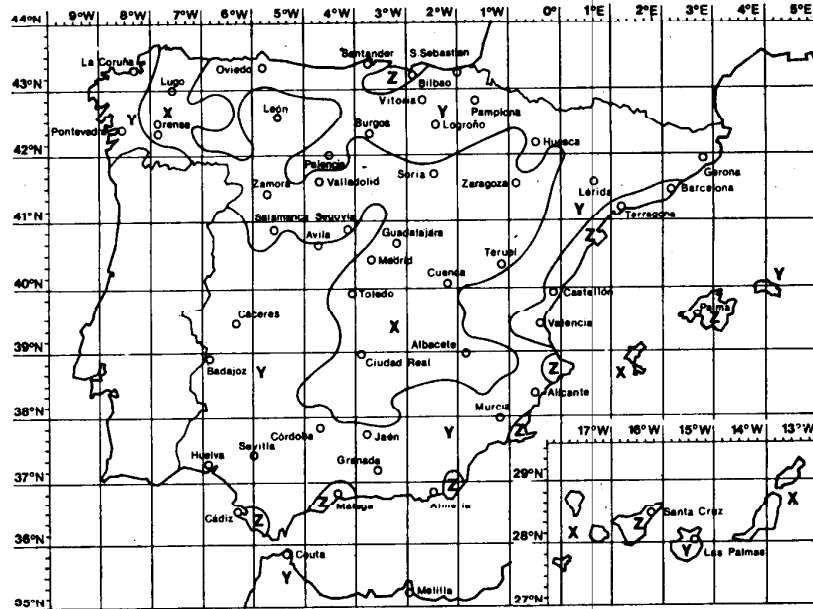 9°W 8°W 7°W 6°W 5°W 4°W 3°W 2°W 1°W 0° 1°E 2°E 3°E 4°E 5°E
44°N
Santander S. Sebastian
La Coruña Oviedo
43°N Z Bilbao
Lugo Vitoria Pamplona
Y X León Burgos Y Logroño
Pontevedra Orense
42°N Huesca
Palencia Gerona
Soria
Zamora Valladolid Zaragoza Lérida Barcelona
41°N Y Tarragona
Salamanca Segovia
Avila Guadalajara Z
Madrid Teruel
40°N Cuenca Y
Toledo Castellón Palma
Cáceres X Valencia Z
39°N Albacete
Badajoz Y Ciudad Real Z X
Alicante
38°N Murcia
Córdoba Jaén Y Z 17°W 16°W 15°W 14°W 13°W
Huelva Sevilla
37°N Granada 29°N
Z Z Santa Cruz X
Cádiz Z Málaga Almería
36°N X Z 28°N
Ceuta Y Las Palmas
Y
Melilla
35°N 27°N